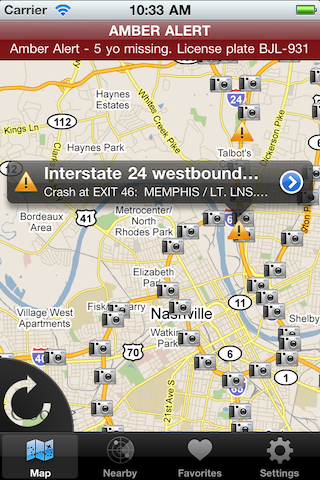 Carrier 10:33 AM
AMBER ALERT
Amber Alert - 5 yo missing. License plate BJL-931
Haynes
Estates
Whites Creek Pike
Dickerson Pike
24
Kings Ln
112
Talbot's
Interstate 24 westbound...
Crash at EXIT 46: MEMPHIS / LT. LNS....
Bordeaux
Area
41
Metrocenter/
North
Rhodes Park
Elizabeth
Park
Village West
Apartments
11
Nashville
Watkins
Park
Shelby
40
70
6
1
21st Ave S
Map
Nearby
Favorites
Settings